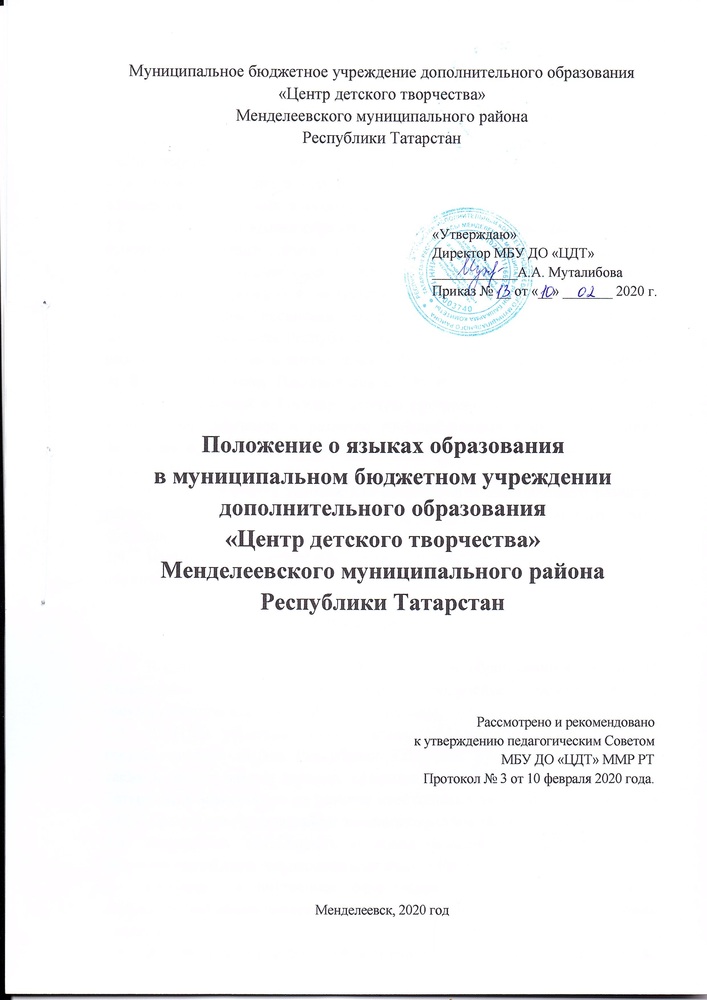 Муниципальное бюджетное учреждение дополнительного образования
«Центр детского творчества»
Менделеевского муниципального района
Республики Татарстан
«Утверждаю»
Директор МБУ ДО «ЦДТ»
____________А.А. Муталибова
Приказ № 13 от «10» 02 2020 г.
Положение о языках образования
в муниципальном бюджетном учреждении
дополнительного образования
«Центр детского творчества»
Менделеевского муниципального района
Республики Татарстан
Рассмотрено и рекомендовано
к утверждению педагогическим Советом
МБУ ДО «ЦДТ» ММР РТ
Протокол № 3 от 10 февраля 2020 года.
Менделеевск, 2020 год